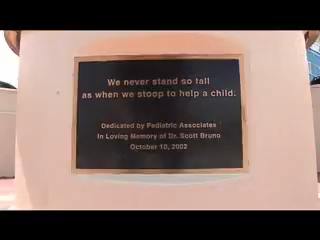 We never stand so tall
as when we stoop to help a child.
Dedicated by Pediatric Associates
In Loving Memory of Dr. Scott Bruno
October 10, 2002